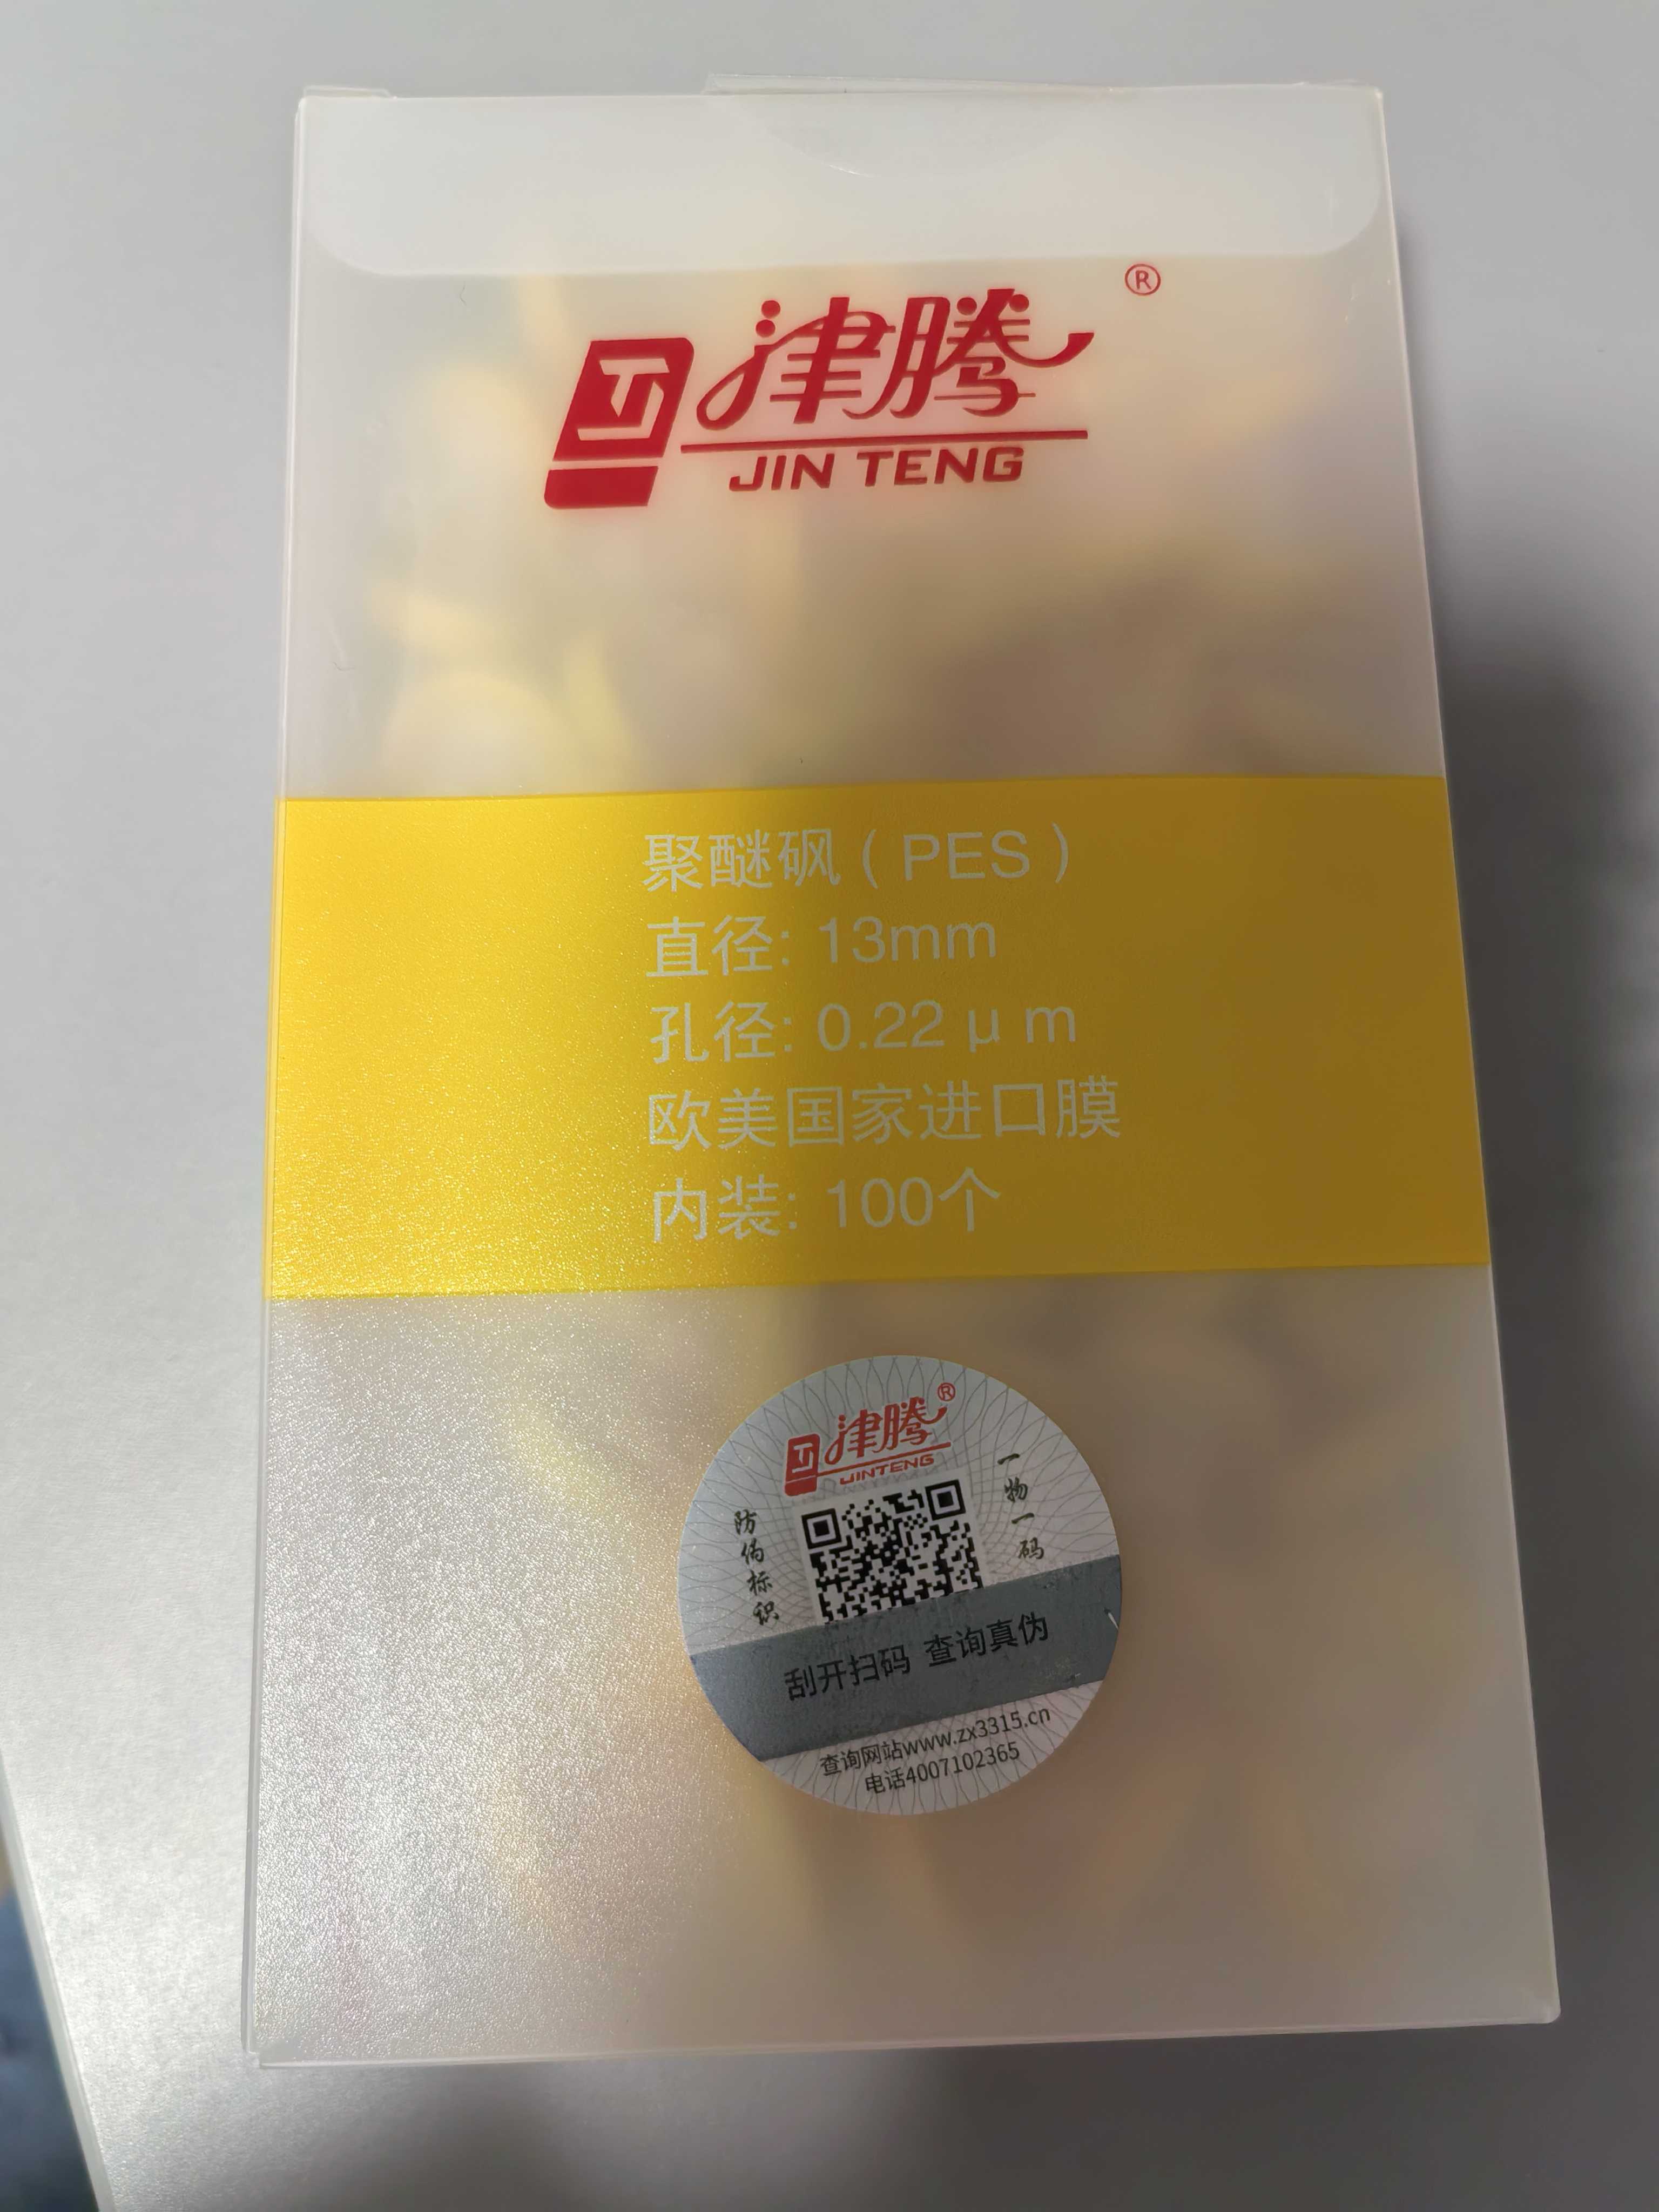 津腾®
JIN TENG
聚醚砜（PES）
直径: 13mm
孔径: 0.22 μ m
欧美国家进口膜
内装: 100个
津腾®
JINTENG
防伪标识
一物一码
刮开扫码 查询真伪
查询网站www.zx3315.cn
电话4007102365